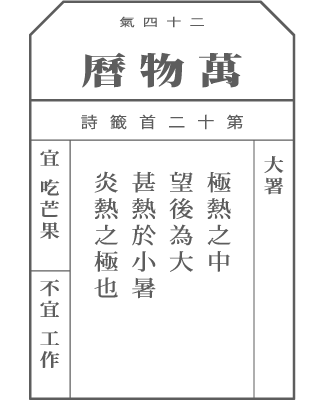 二十四氣
萬物曆
第十二首籤詩
大署
極熱之中
望後為大
甚熱於小暑
炎熱之極也
宜 吃芒果
不宜 工作